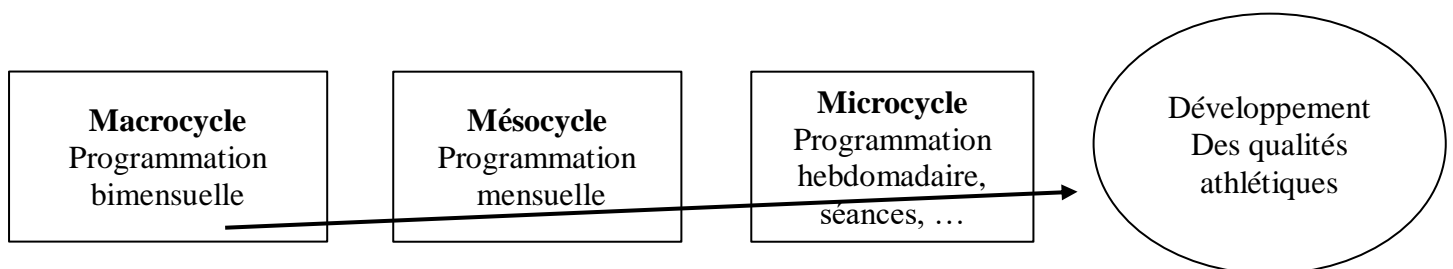 Macrocycle
Programmation
bimensuelle
Mésocycle
Programmation
mensuelle
Microcycle
Programmation
hebdomadaire,
séances, …
Développement
Des qualités
athlétiques